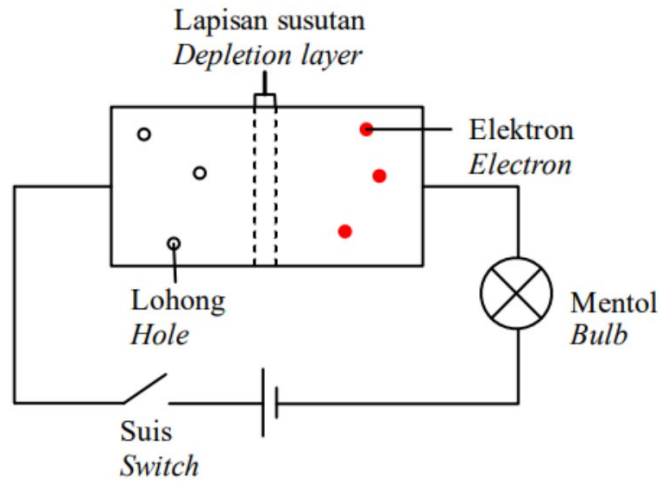 Lapisan susutan
Depletion layer
Elektron
Electron
Lohong
Hole
Mentol
Bulb
Suis
Switch